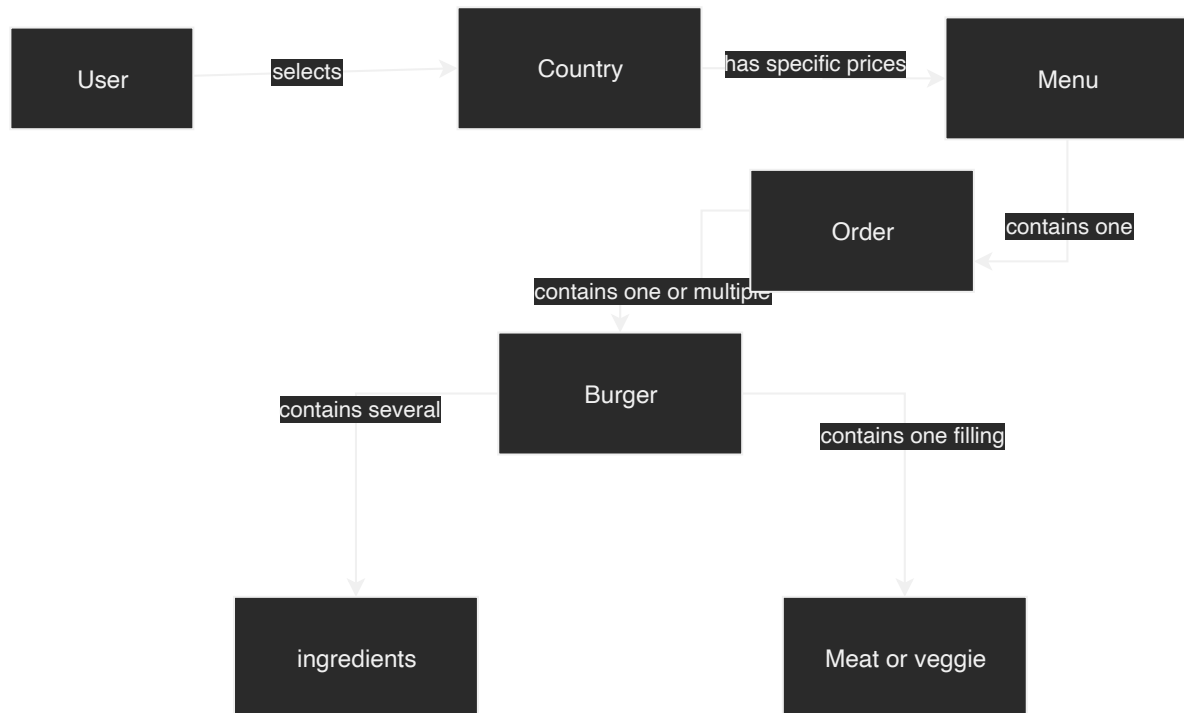 User
selects
Country
has specific prices
Menu
Order
contains one
contains one or multiple
Burger
contains several
contains one filling
ingredients
Meat or veggie